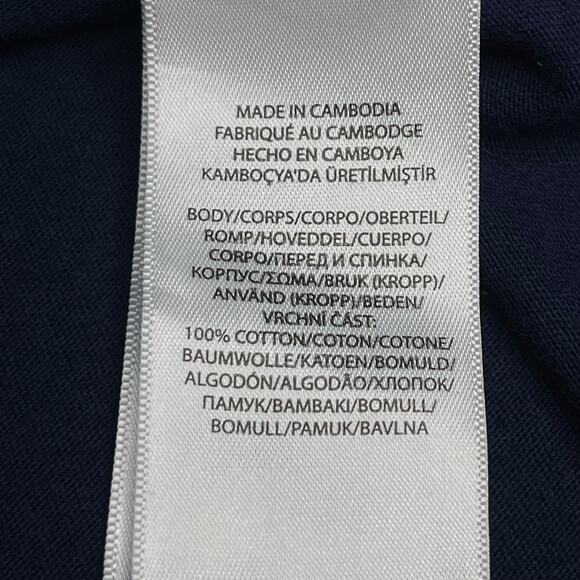 MADE IN CAMBODIA
FABRIQUÉ AU CAMBODGE
HECHO EN CAMBOYA
KAMBOÇYA'DA ÜRETİLMİŞTİR
BODY/CORPS/CORPO/OBERTEIL/
ROMP/HOVEDDEL/CUERPO/
CORPO/ПЕРЕД И СПИНКА/
КОРПУС/ΣΩΜΑ/BRUK (KROPP)/
ANVÄND (KROPP)/BEDEN/
VRCHNÍ ČÁST:
100% COTTON/COTON/COTONE/
BAUMWOLLE/KATOEN/BOMULD/
ALGODÓN/ALGODÃO/ХЛОПОК/
ПАМУК/ΒΑΜΒΑΚΙ/BOMULL/
BOMULL/PAMUK/BAVLNA